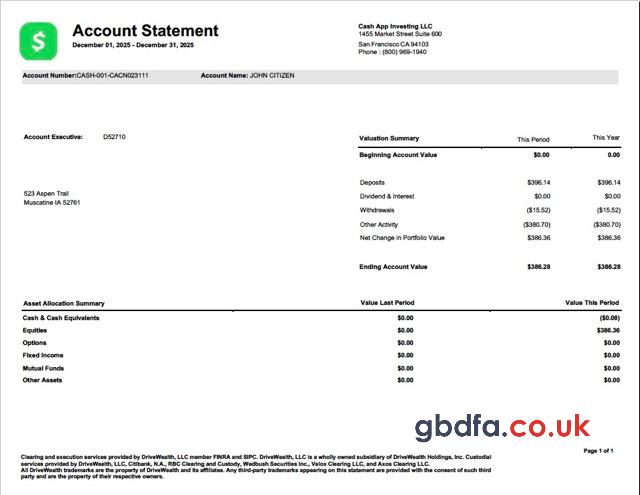 Account Statement
December 01, 2025 - December 31, 2025
Cash App Investing LLC
1455 Market Street Suite 600
San Francisco CA 94103
Phone : (800) 969-1940
Account Number:CASH-001-CACN023111 Account Name: JOHN CITIZEN
Account Executive: D52710
523 Aspen Trail
Muscatine IA 52761
Valuation Summary This Period This Year
Beginning Account Value $0.00 0.00
Deposits $396.14 $396.14
Dividend & Interest $0.00 $0.00
Withdrawals ($15.52) ($15.52)
Other Activity ($380.70) ($380.70)
Net Change in Portfolio Value $386.36 $386.36
Ending Account Value $386.28 $386.28
Asset Allocation Summary Value Last Period Value This Period
Cash & Cash Equivalents $0.00 ($0.08)
Equities $0.00 $386.36
Options $0.00 $0.00
Fixed Income $0.00 $0.00
Mutual Funds $0.00 $0.00
Other Assets $0.00 $0.00
gbdfa.co.uk
Page 1 of 1
Clearing and execution services provided by DriveWealth, LLC member FINRA and SIPC. DriveWealth, LLC is a wholly owned subsidiary of DriveWealth Holdings, Inc. Custodial
services provided by DriveWealth, LLC, Citibank, N.A., RBC Clearing and Custody, Wedbush Securities Inc., Velox Clearing LLC, and Axos Clearing LLC.
All DriveWealth trademarks are the property of DriveWealth and its affiliates. Any third-party trademarks appearing on this statement are provided with the consent of such third
party and are the property of their respective owners.